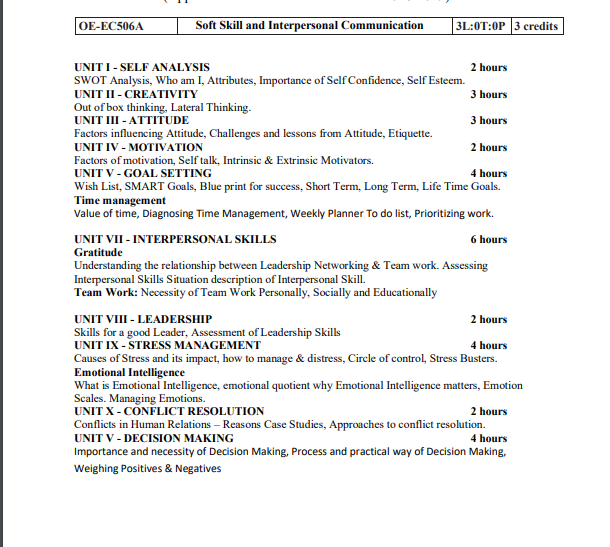 OE-EC506A Soft Skill and Interpersonal Communication 3L:0T:0P 3 credits
UNIT I - SELF ANALYSIS 2 hours
SWOT Analysis, Who am I, Attributes, Importance of Self Confidence, Self Esteem.
UNIT II - CREATIVITY 3 hours
Out of box thinking, Lateral Thinking.
UNIT III - ATTITUDE 3 hours
Factors influencing Attitude, Challenges and lessons from Attitude, Etiquette.
UNIT IV - MOTIVATION 2 hours
Factors of motivation, Self talk, Intrinsic & Extrinsic Motivators.
UNIT V - GOAL SETTING 4 hours
Wish List, SMART Goals, Blue print for success, Short Term, Long Term, Life Time Goals.
Time management
Value of time, Diagnosing Time Management, Weekly Planner To do list, Prioritizing work.
UNIT VII - INTERPERSONAL SKILLS 6 hours
Gratitude
Understanding the relationship between Leadership Networking & Team work. Assessing
Interpersonal Skills Situation description of Interpersonal Skill.
Team Work: Necessity of Team Work Personally, Socially and Educationally
UNIT VIII - LEADERSHIP 2 hours
Skills for a good Leader, Assessment of Leadership Skills
UNIT IX - STRESS MANAGEMENT 4 hours
Causes of Stress and its impact, how to manage & distress, Circle of control, Stress Busters.
Emotional Intelligence
What is Emotional Intelligence, emotional quotient why Emotional Intelligence matters, Emotion
Scales. Managing Emotions.
UNIT X - CONFLICT RESOLUTION 2 hours
Conflicts in Human Relations – Reasons Case Studies, Approaches to conflict resolution.
UNIT V - DECISION MAKING 4 hours
Importance and necessity of Decision Making, Process and practical way of Decision Making,
Weighing Positives & Negatives